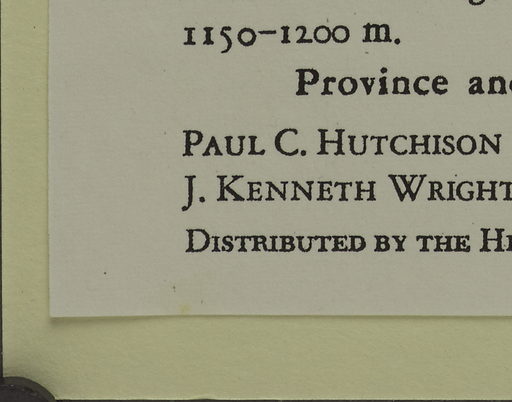 1150–1200 m.
Province
PAUL C. HUTCHISON
J. KENNETH WRIGHT
DISTRIBUTED BY THE